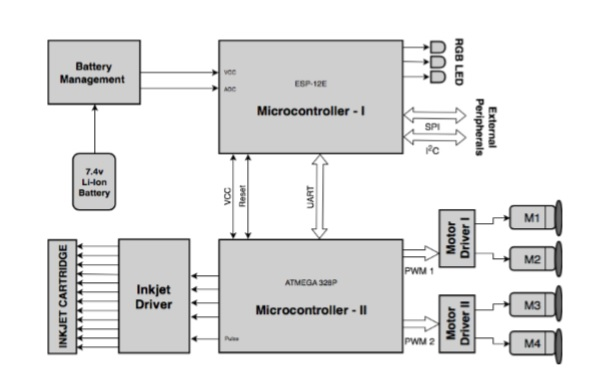 Battery
Management
VCC
ADC
ESP-12E
Microcontroller - I
RGB LED
SPI
I²C
External
Peripherals
7.4v
Li-Ion
Battery
VCC
Reset
UART
INKJET CARTRIDGE
Inkjet
Driver
ATMEGA 328P
Microcontroller - II
Pulse
PWM 1
PWM 2
Motor
Driver I
Motor
Driver II
M1
M2
M3
M4